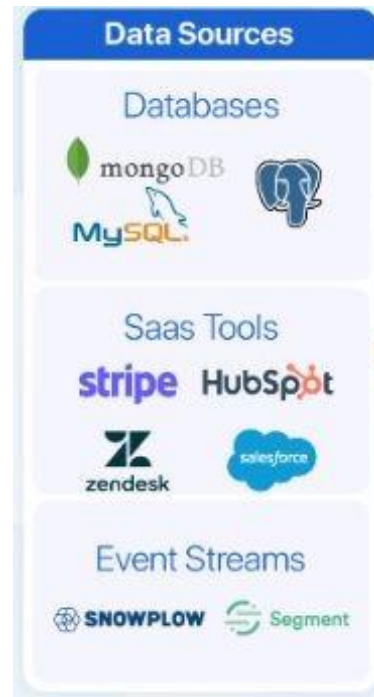 Data Sources
Databases
mongoDB
MySQL®
Saas Tools
stripe HubSpot
zendesk salesforce
Event Streams
SNOWPLOW Segment